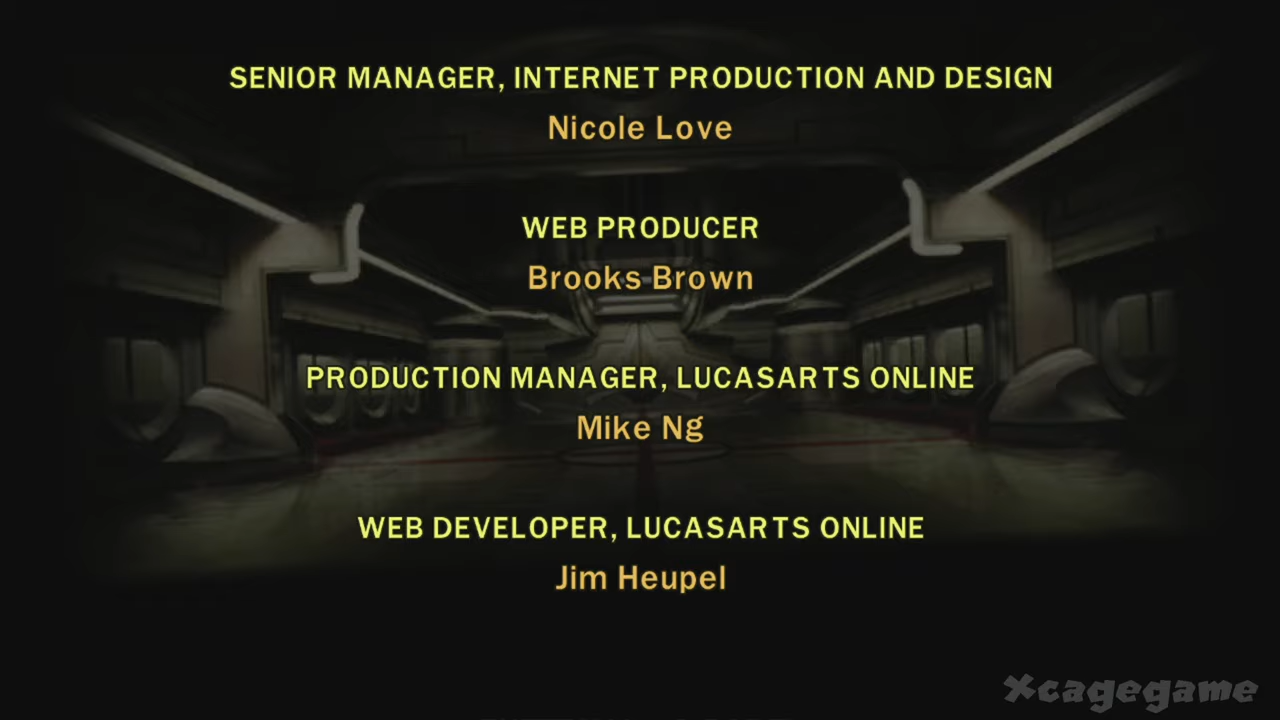 SENIOR MANAGER, INTERNET PRODUCTION AND DESIGN
Nicole Love
WEB PRODUCER
Brooks Brown
PRODUCTION MANAGER, LUCASARTS ONLINE
Mike Ng
WEB DEVELOPER, LUCASARTS ONLINE
Jim Heupel
Xcagegame